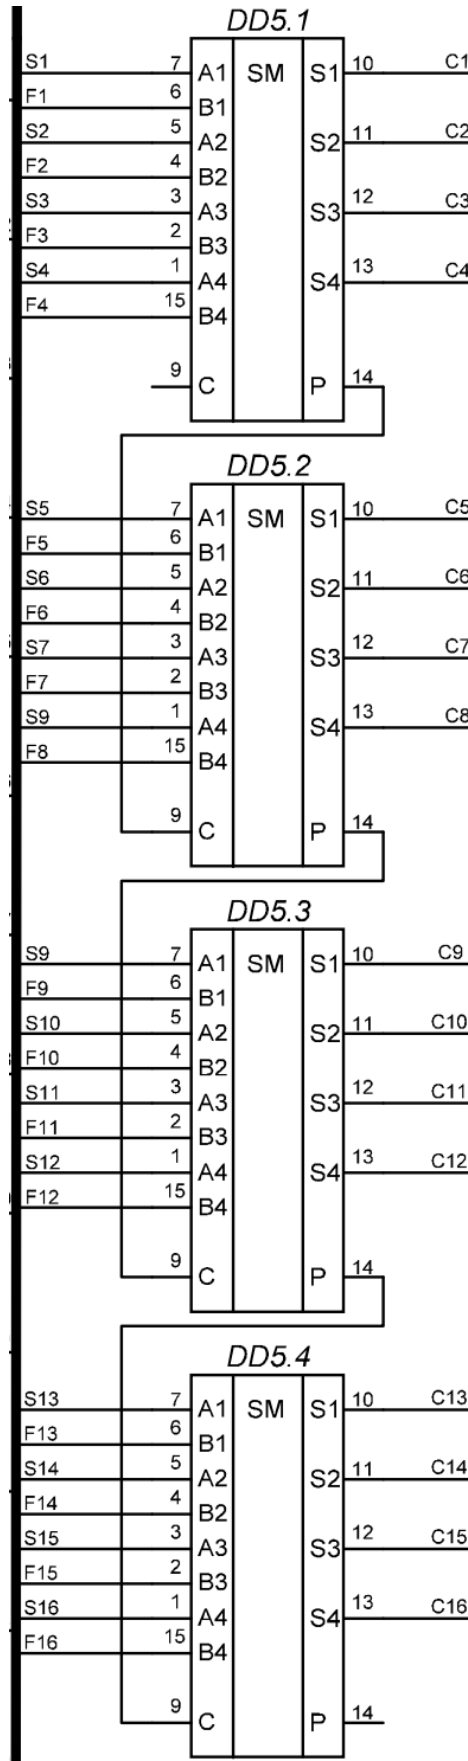 DD5.1
S1 7 A1 SM S1 10 C1
F1 6 B1
S2 5 A2 S2 11 C2
F2 4 B2
S3 3 A3 S3 12 C3
F3 2 B3
S4 1 A4 S4 13 C4
F4 15 B4
9 C P 14
DD5.2
S5 7 A1 SM S1 10 C5
F5 6 B1
S6 5 A2 S2 11 C6
F6 4 B2
S7 3 A3 S3 12 C7
F7 2 B3
S9 1 A4 S4 13 C8
F8 15 B4
9 C P 14
DD5.3
S9 7 A1 SM S1 10 C9
F9 6 B1
S10 5 A2 S2 11 C10
F10 4 B2
S11 3 A3 S3 12 C11
F11 2 B3
S12 1 A4 S4 13 C12
F12 15 B4
9 C P 14
DD5.4
S13 7 A1 SM S1 10 C13
F13 6 B1
S14 5 A2 S2 11 C14
F14 4 B2
S15 3 A3 S3 12 C15
F15 2 B3
S16 1 A4 S4 13 C16
F16 15 B4
9 C P 14